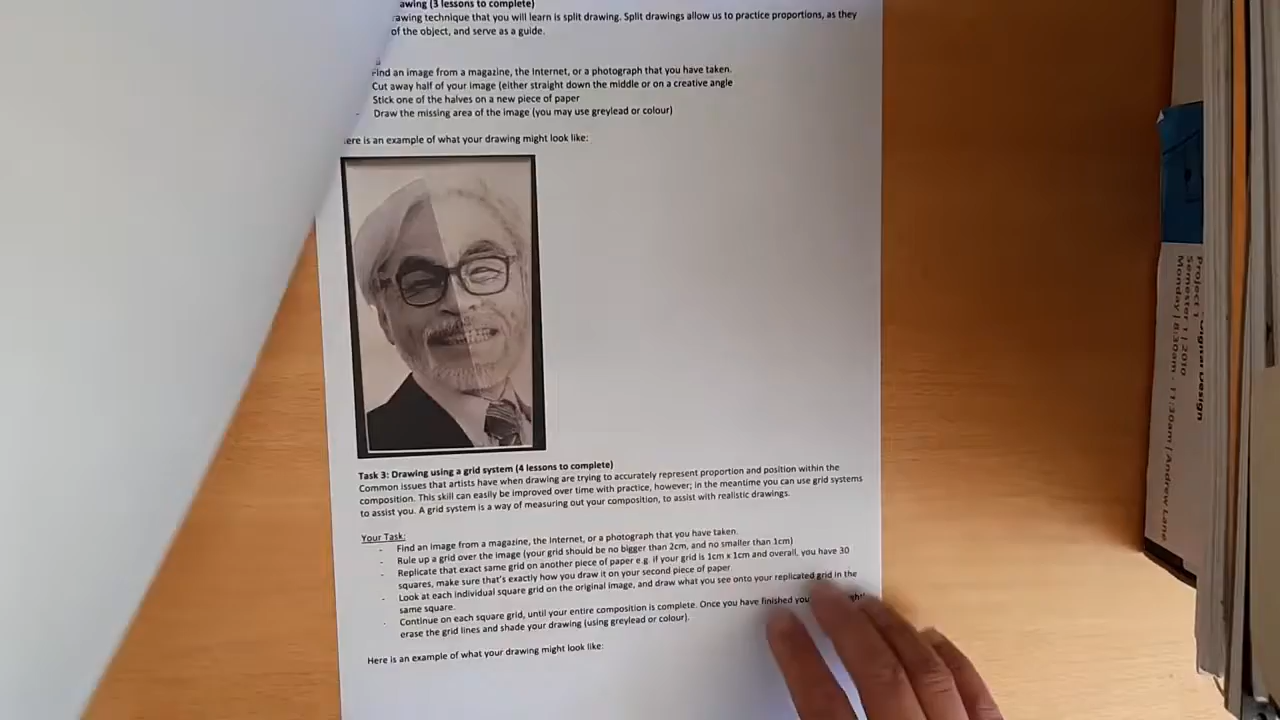 awing (3 lessons to complete)
rawing technique that you will learn is split drawing. Split drawings allow us to practice proportions, as they
of the object, and serve as a guide.
Find an image from a magazine, the Internet, or a photograph that you have taken.
Cut away half of your image (either straight down the middle or on a creative angle
Stick one of the halves on a new piece of paper
- Draw the missing area of the image (you may use greylead or colour)
ere is an example of what your drawing might look like:
Task 3: Drawing using a grid system (4 lessons to complete)
Common issues that artists have when drawing are trying to accurately represent proportion and position within the
composition. This skill can easily be improved over time with practice, however; in the meantime you can use grid systems
to assist you. A grid system is a way of measuring out your composition, to assist with realistic drawings.
Your Task:
- Find an image from a magazine, the Internet, or a photograph that you have taken.
- Rule up a grid over the image (your grid should be no bigger than 2cm, and no smaller than 1cm)
- Replicate that exact same grid on another piece of paper e.g. if your grid is 1cm x 1cm and overall, you have 30
squares, make sure that's exactly how you draw it on your second piece of paper
- Look at each individual square grid on the original image, and draw what you see onto your replicated grid in the
same square.
- Continue on each square grid, until your entire composition is complete. Once you have finished you
erase the grid lines and shade your drawing (using greylead or colour).
Here is an example of what your drawing might look like:
Project 1
Design
Semester 1 | 2010
Monday | 8:30am - 11:30am | Andrew Lane